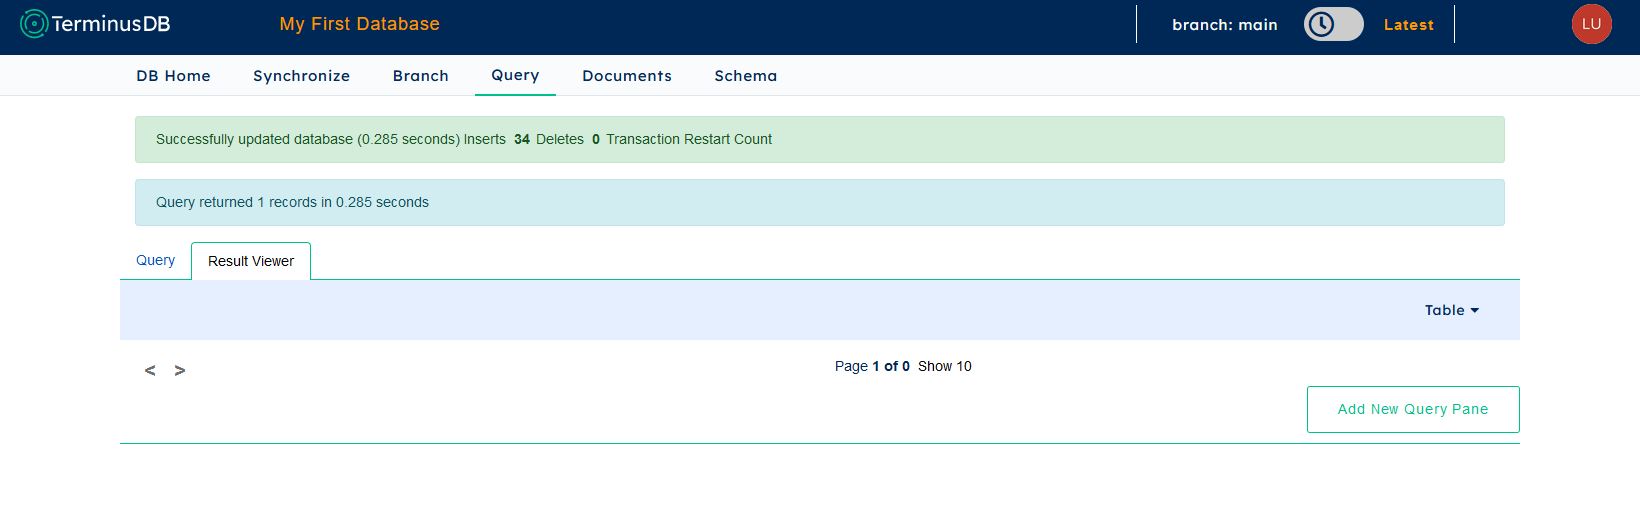 TerminusDB My First Database branch: main Latest LU
DB Home Synchronize Branch Query Documents Schema
Successfully updated database (0.285 seconds) Inserts 34 Deletes 0 Transaction Restart Count
Query returned 1 records in 0.285 seconds
Query Result Viewer
Table
< > Page 1 of 0 Show 10
Add New Query Pane